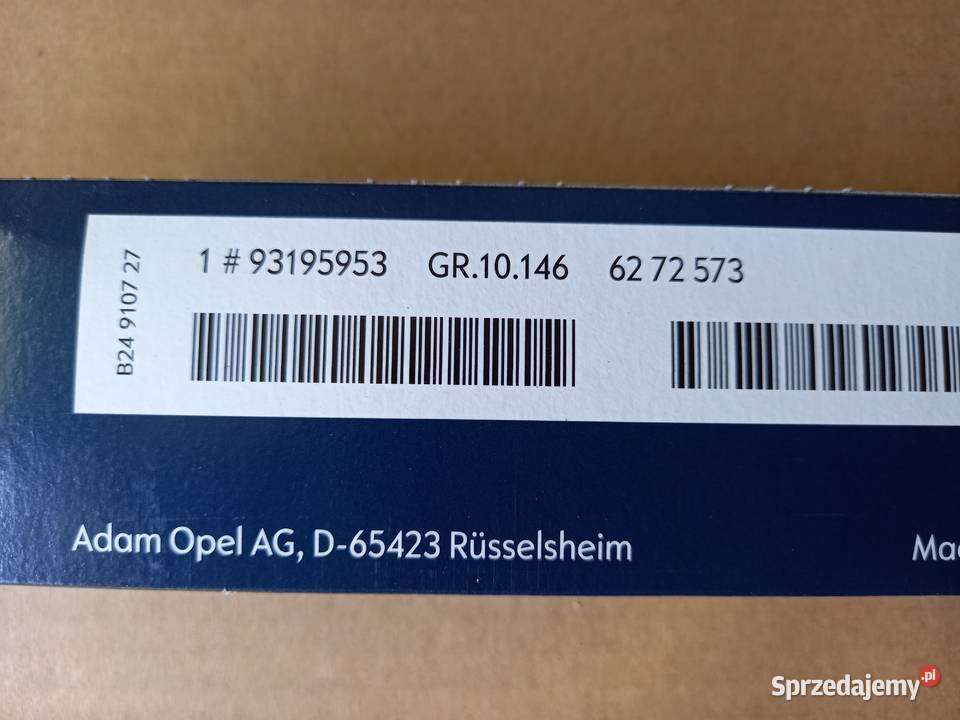 1 # 93195953 GR.10.146 62 72 573
B24 9107 27
Adam Opel AG, D-65423 Rüsselsheim
Sprzedajemy.pl